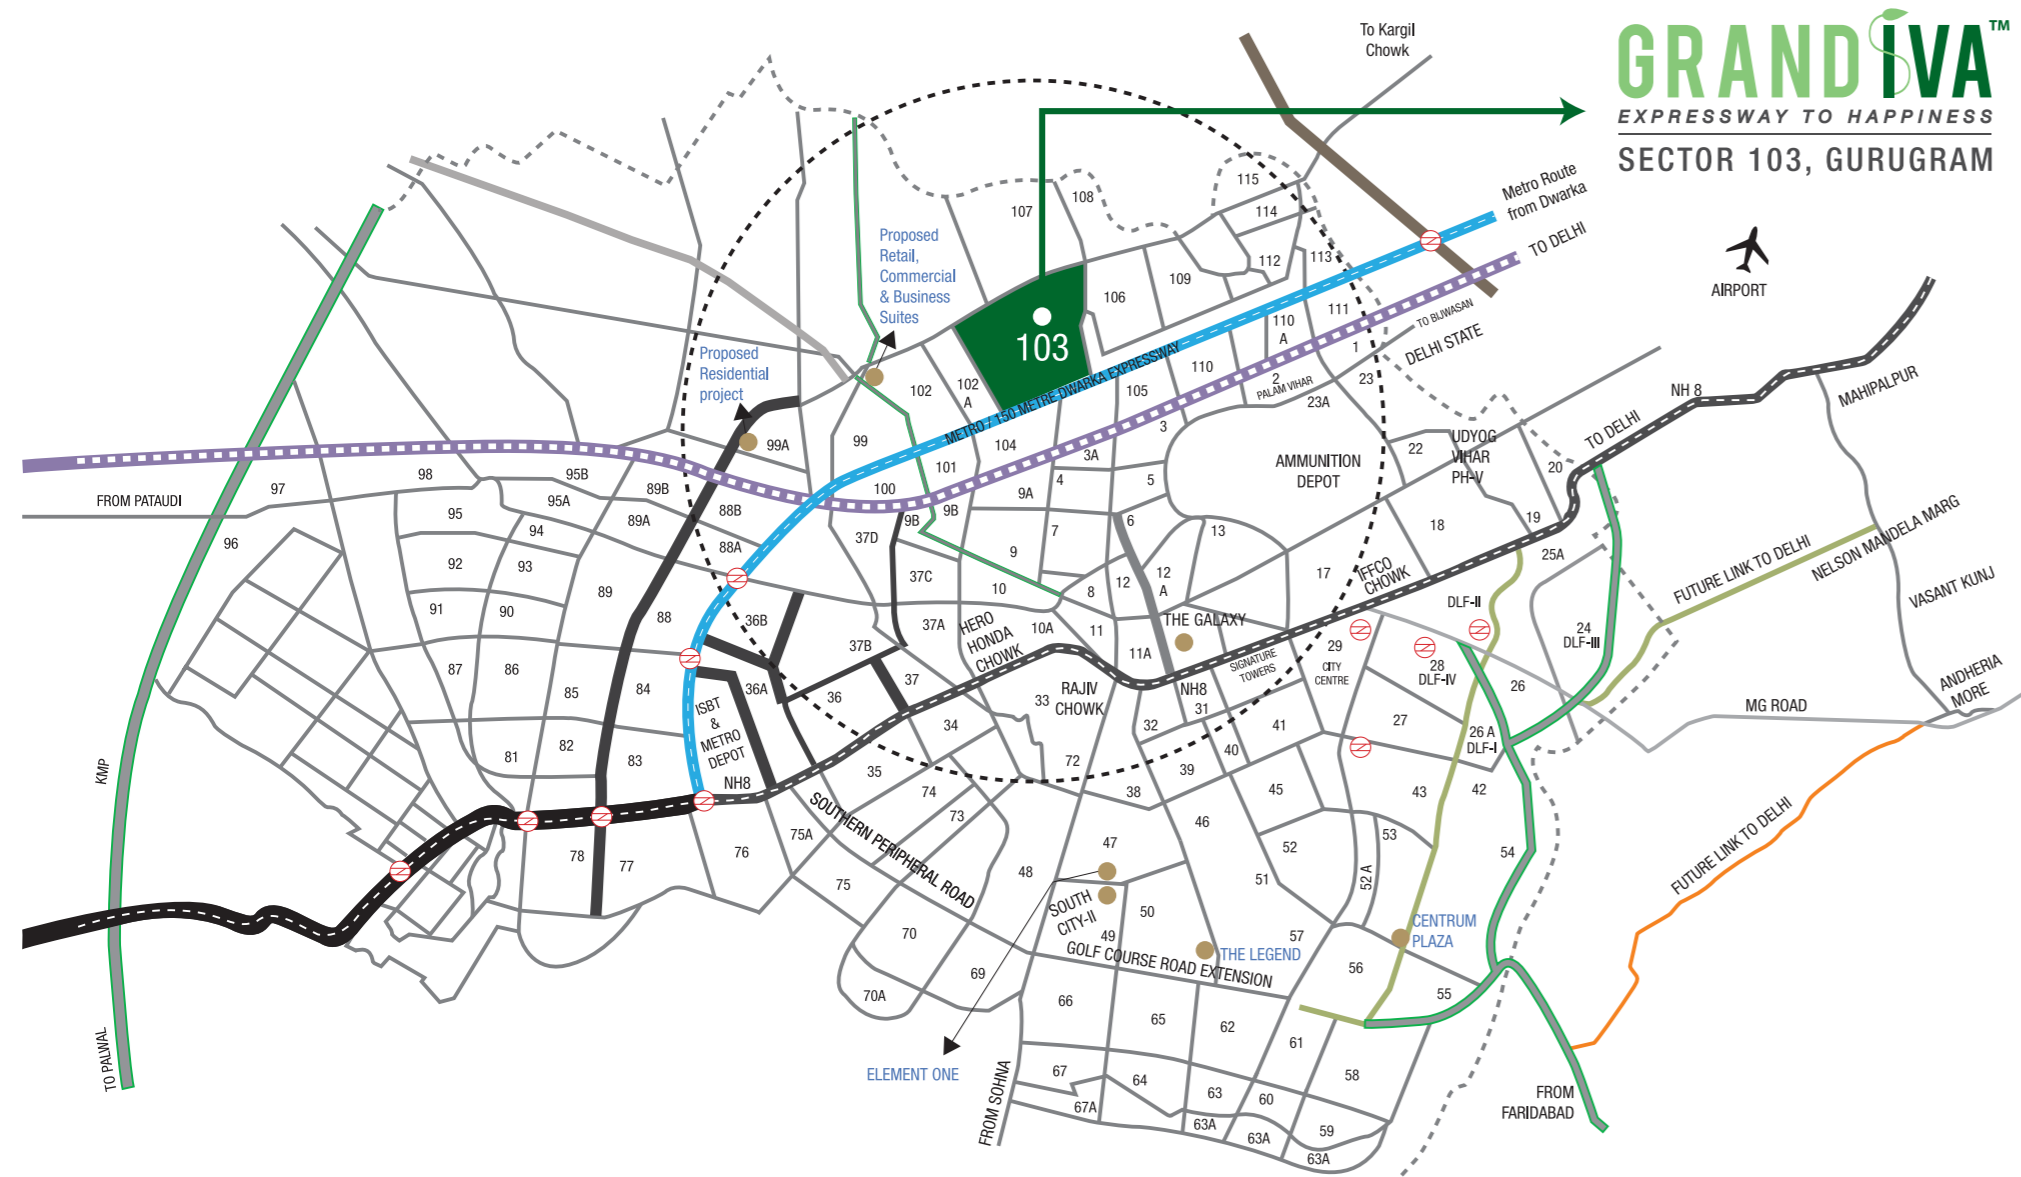 GRANDIVA™
EXPRESSWAY TO HAPPINESS
SECTOR 103, GURUGRAM
To Kargil
Chowk
Metro Route
from Dwarka
TO DELHI
AIRPORT
115
114
108
107
112
113
109
106
111
110
A
110
103
TO BIJWASAN
DELHI STATE
1
2
PALAM VIHAR
23
23A
Proposed
Retail,
Commercial
& Business
Suites
Proposed
Residential
project
102
102
A
METRO / 150 METRE DWARKA EXPRESSWAY
105
104
3
3A
99A
99
101
100
4
5
9A
9B
9B
AMMUNITION
DEPOT
22
UDYOG
VIHAR
PH-V
20
TO DELHI
NH 8
MAHIPALPUR
FROM PATAUDI
97
98
95B
95A
89B
88B
89A
88A
95
94
96
92
93
91
90
89
88
37D
37C
9
7
6
10
8
12
12
A
13
18
19
25A
17
IFFCO
CHOWK
DLF-II
24
DLF-III
FUTURE LINK TO DELHI
NELSON MANDELA MARG
VASANT KUNJ
ANDHERIA
MORE
MG ROAD
36B
37A
37B
HERO
HONDA
CHOWK
10A
11
11A
THE GALAXY
SIGNATURE
TOWERS
29
CITY
CENTRE
28
DLF-IV
26
87
86
85
84
36A
36
37
33
RAJIV
CHOWK
NH8
31
32
41
27
26 A
DLF-I
ISBT
&
METRO
DEPOT
NH8
81
82
83
34
35
72
40
39
38
45
43
42
KMP
74
73
75A
SOUTHERN PERIPHERAL ROAD
46
47
52
53
52 A
54
FUTURE LINK TO DELHI
78
77
76
75
48
51
SOUTH
CITY-II
49
50
70
69
70A
GOLF COURSE ROAD EXTENSION
THE LEGEND
57
CENTRUM
PLAZA
56
55
66
65
62
61
ELEMENT ONE
TO PALWAL
FROM SOHNA
67
67A
64
63
60
58
63A
63A
59
63A
FROM
FARIDABAD